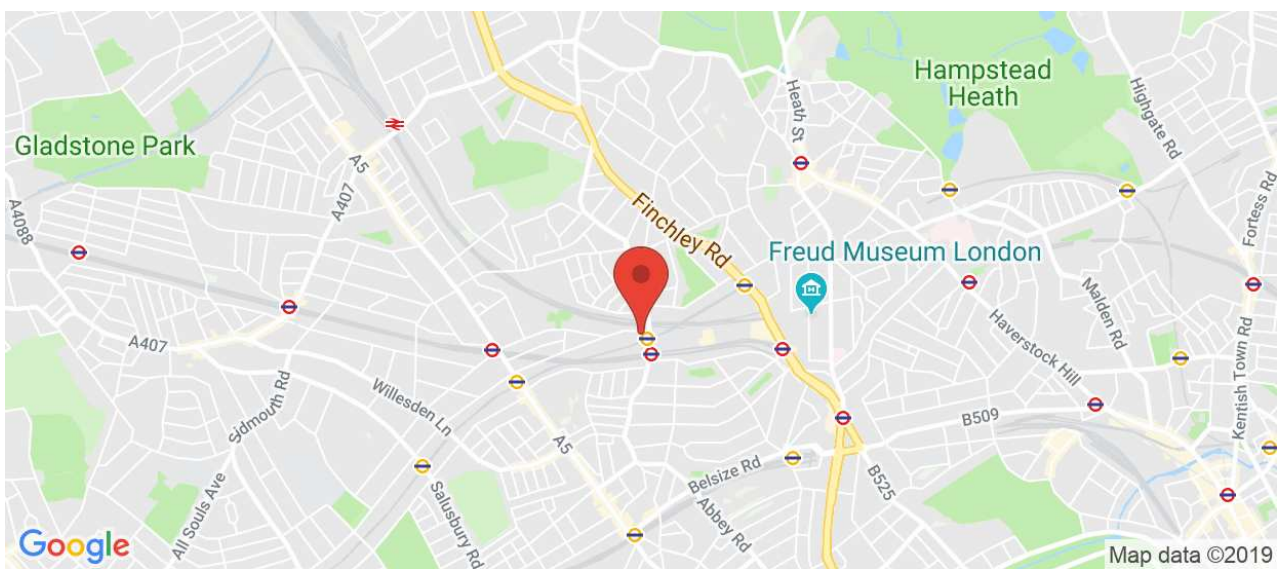 Hampstead
Heath
Heath St
Highgate Rd
Gladstone Park
A5
A407
A4088
Finchley Rd
Fortess Rd
Freud Museum London
Malden Rd
A407
Haverstock Hill
Kentish Town Rd
Sidmouth Rd
Willesden Ln
A5
B509
Belsize Rd
B525
All Souls Ave
Salusbury Rd
Abbey Rd
Google
Map data ©2019